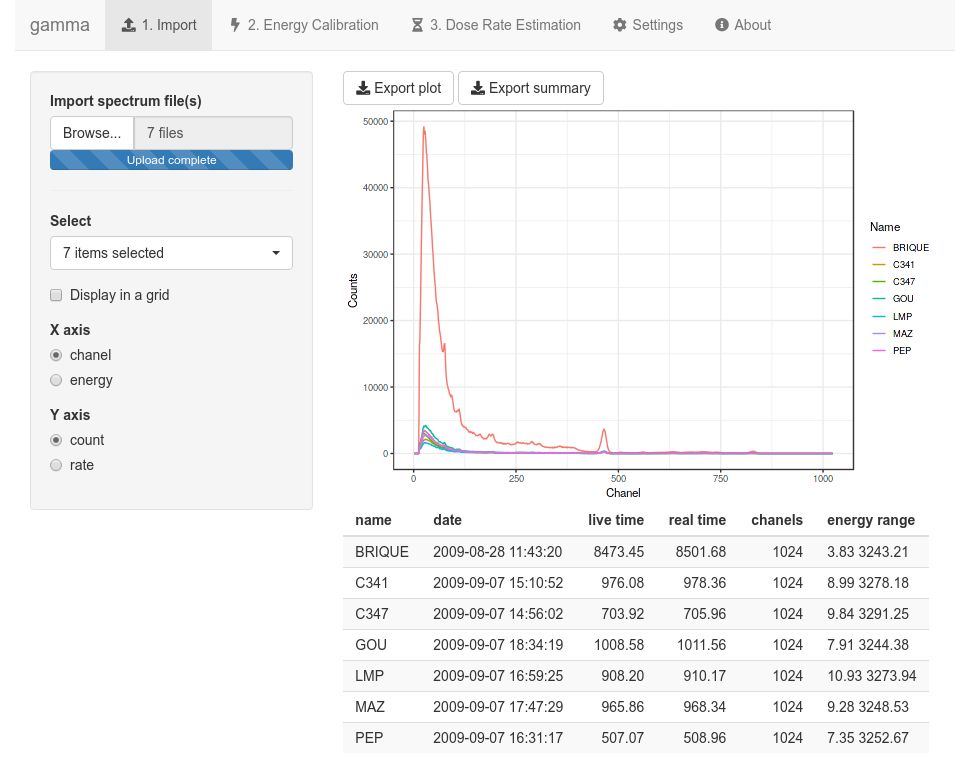 gamma 1. Import 2. Energy Calibration 3. Dose Rate Estimation Settings About
Import spectrum file(s)
Browse... 7 files
Upload complete
Select
7 items selected
Display in a grid
X axis
chanel
energy
Y axis
count
rate
Export plot Export summary
50000
40000
30000
20000
10000
0
Counts
0 250 500 750 1000
Chanel
Name
BRIQUE
C341
C347
GOU
LMP
MAZ
PEP
name date live time real time chanels energy range
BRIQUE 2009-08-28 11:43:20 8473.45 8501.68 1024 3.83 3243.21
C341 2009-09-07 15:10:52 976.08 978.36 1024 8.99 3278.18
C347 2009-09-07 14:56:02 703.92 705.96 1024 9.84 3291.25
GOU 2009-09-07 18:34:19 1008.58 1011.56 1024 7.91 3244.38
LMP 2009-09-07 16:59:25 908.20 910.17 1024 10.93 3273.94
MAZ 2009-09-07 17:47:29 965.86 968.34 1024 9.28 3248.53
PEP 2009-09-07 16:31:17 507.07 508.96 1024 7.35 3252.67